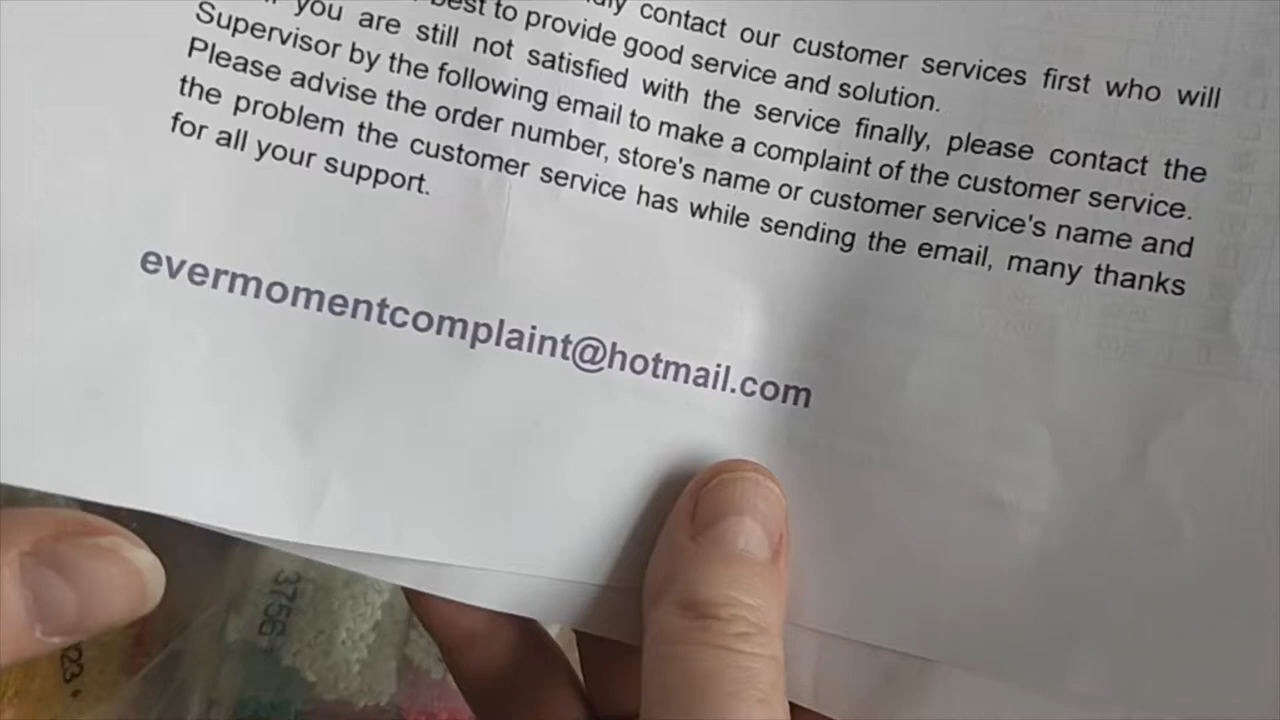 contact our customer services first who will
best to provide good service and solution.
you are still not satisfied with the service finally, please contact the
Supervisor by the following email to make a complaint of the customer service.
Please advise the order number, store's name or customer service's name and
the problem the customer service has while sending the email, many thanks
for all your support.
evermomentcomplaint@hotmail.com
3756
23